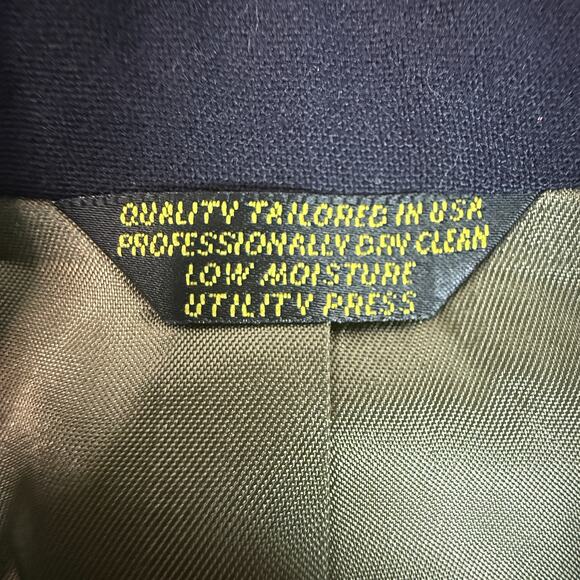 QUALITY TAILORED IN USA
PROFESSIONALLY DRY CLEAN
LOW MOISTURE
UTILITY PRESS